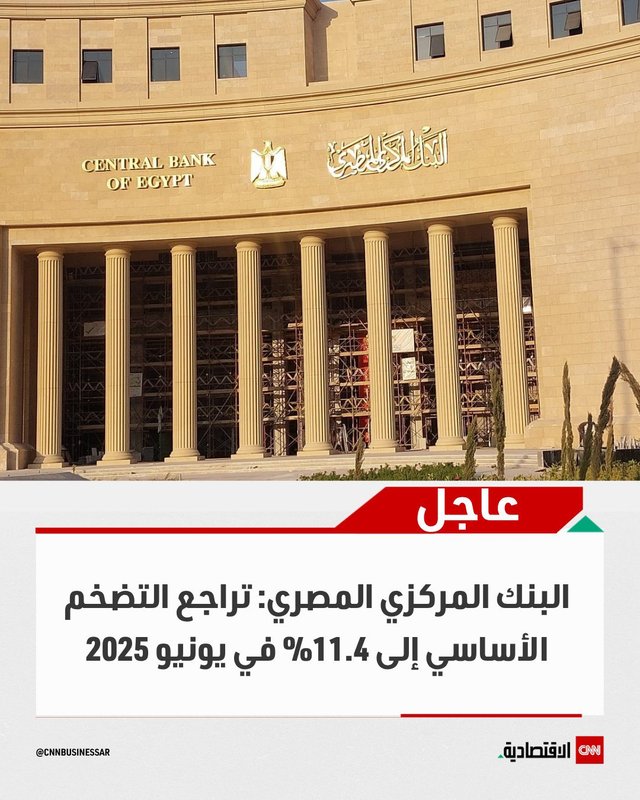 CENTRAL BANK
OF EGYPT
البنك المركزي المصري
عاجل
البنك المركزي المصري: تراجع التضخم
الأساسي إلى 11.4% في يونيو 2025
@CNNBUSINESSAR
الاقتصادية CNN